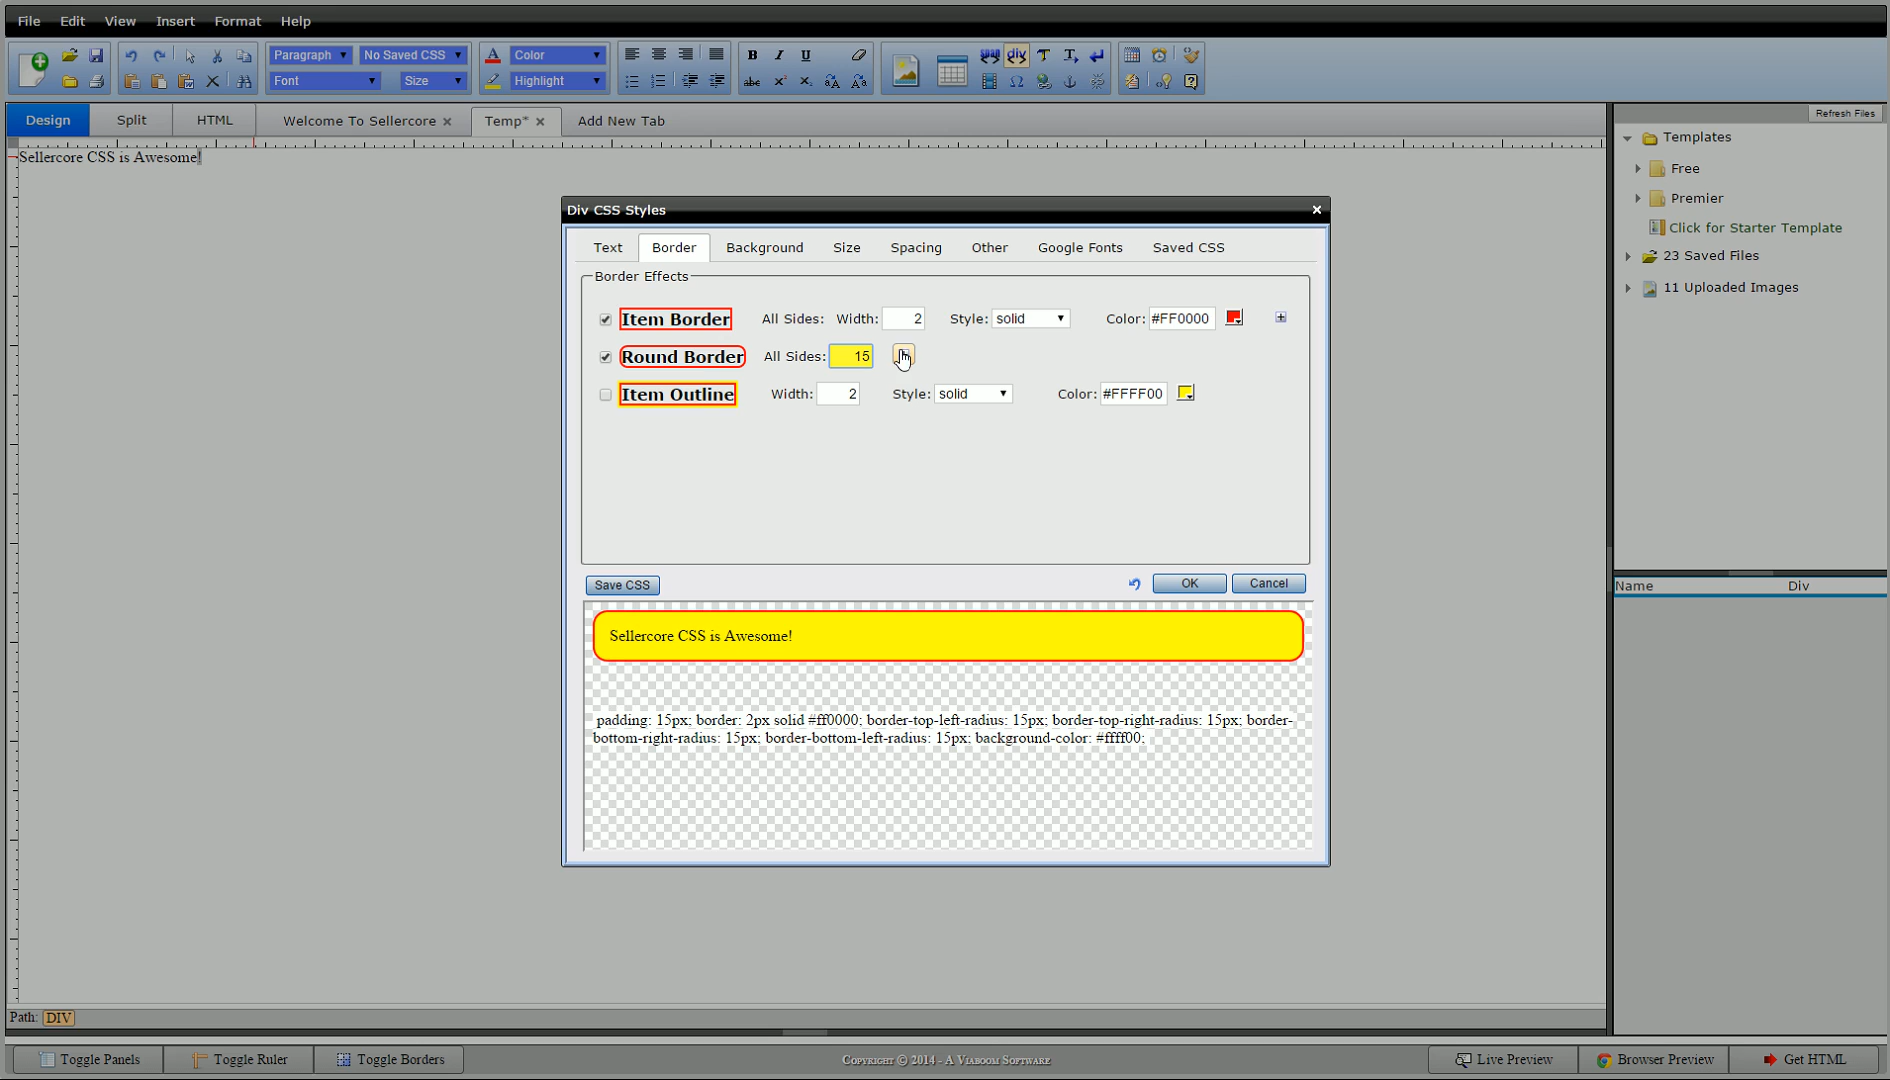 File Edit View Insert Format Help
Paragraph No Saved CSS Color
Font Size Highlight
Design Split HTML Welcome To Sellercore Temp* Add New Tab
Refresh Files
Sellercore CSS is Awesome!
Templates
Free
Premier
Click for Starter Template
23 Saved Files
11 Uploaded Images
Div CSS Styles
Text Border Background Size Spacing Other Google Fonts Saved CSS
Border Effects
Item Border All Sides: Width: 2 Style: solid Color: #FF0000
Round Border All Sides: 15
Item Outline Width: 2 Style: solid Color: #FFFF00
Save CSS OK Cancel
Name Div
Sellercore CSS is Awesome!
padding: 15px; border: 2px solid #ff0000; border-top-left-radius: 15px; border-top-right-radius: 15px; border-
bottom-right-radius: 15px; border-bottom-left-radius: 15px; background-color: #ffff00;
Path: DIV
Toggle Panels Toggle Ruler Toggle Borders Copyright © 2014 - A Viaboom Software Live Preview Browser Preview Get HTML